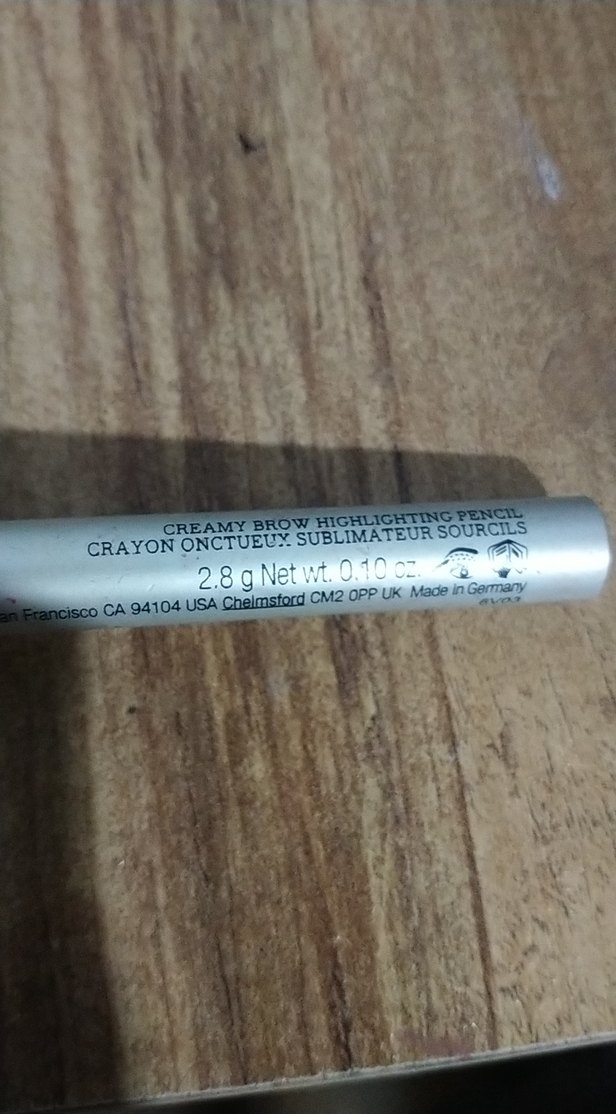 CREAMY BROW HIGHLIGHTING PENCIL
CRAYON ONCTUEUX SUBLIMATEUR SOURCILS
2.8 g Net wt. 0.10 oz.
an Francisco CA 94104 USA Chelmsford CM2 0PP UK Made in Germany